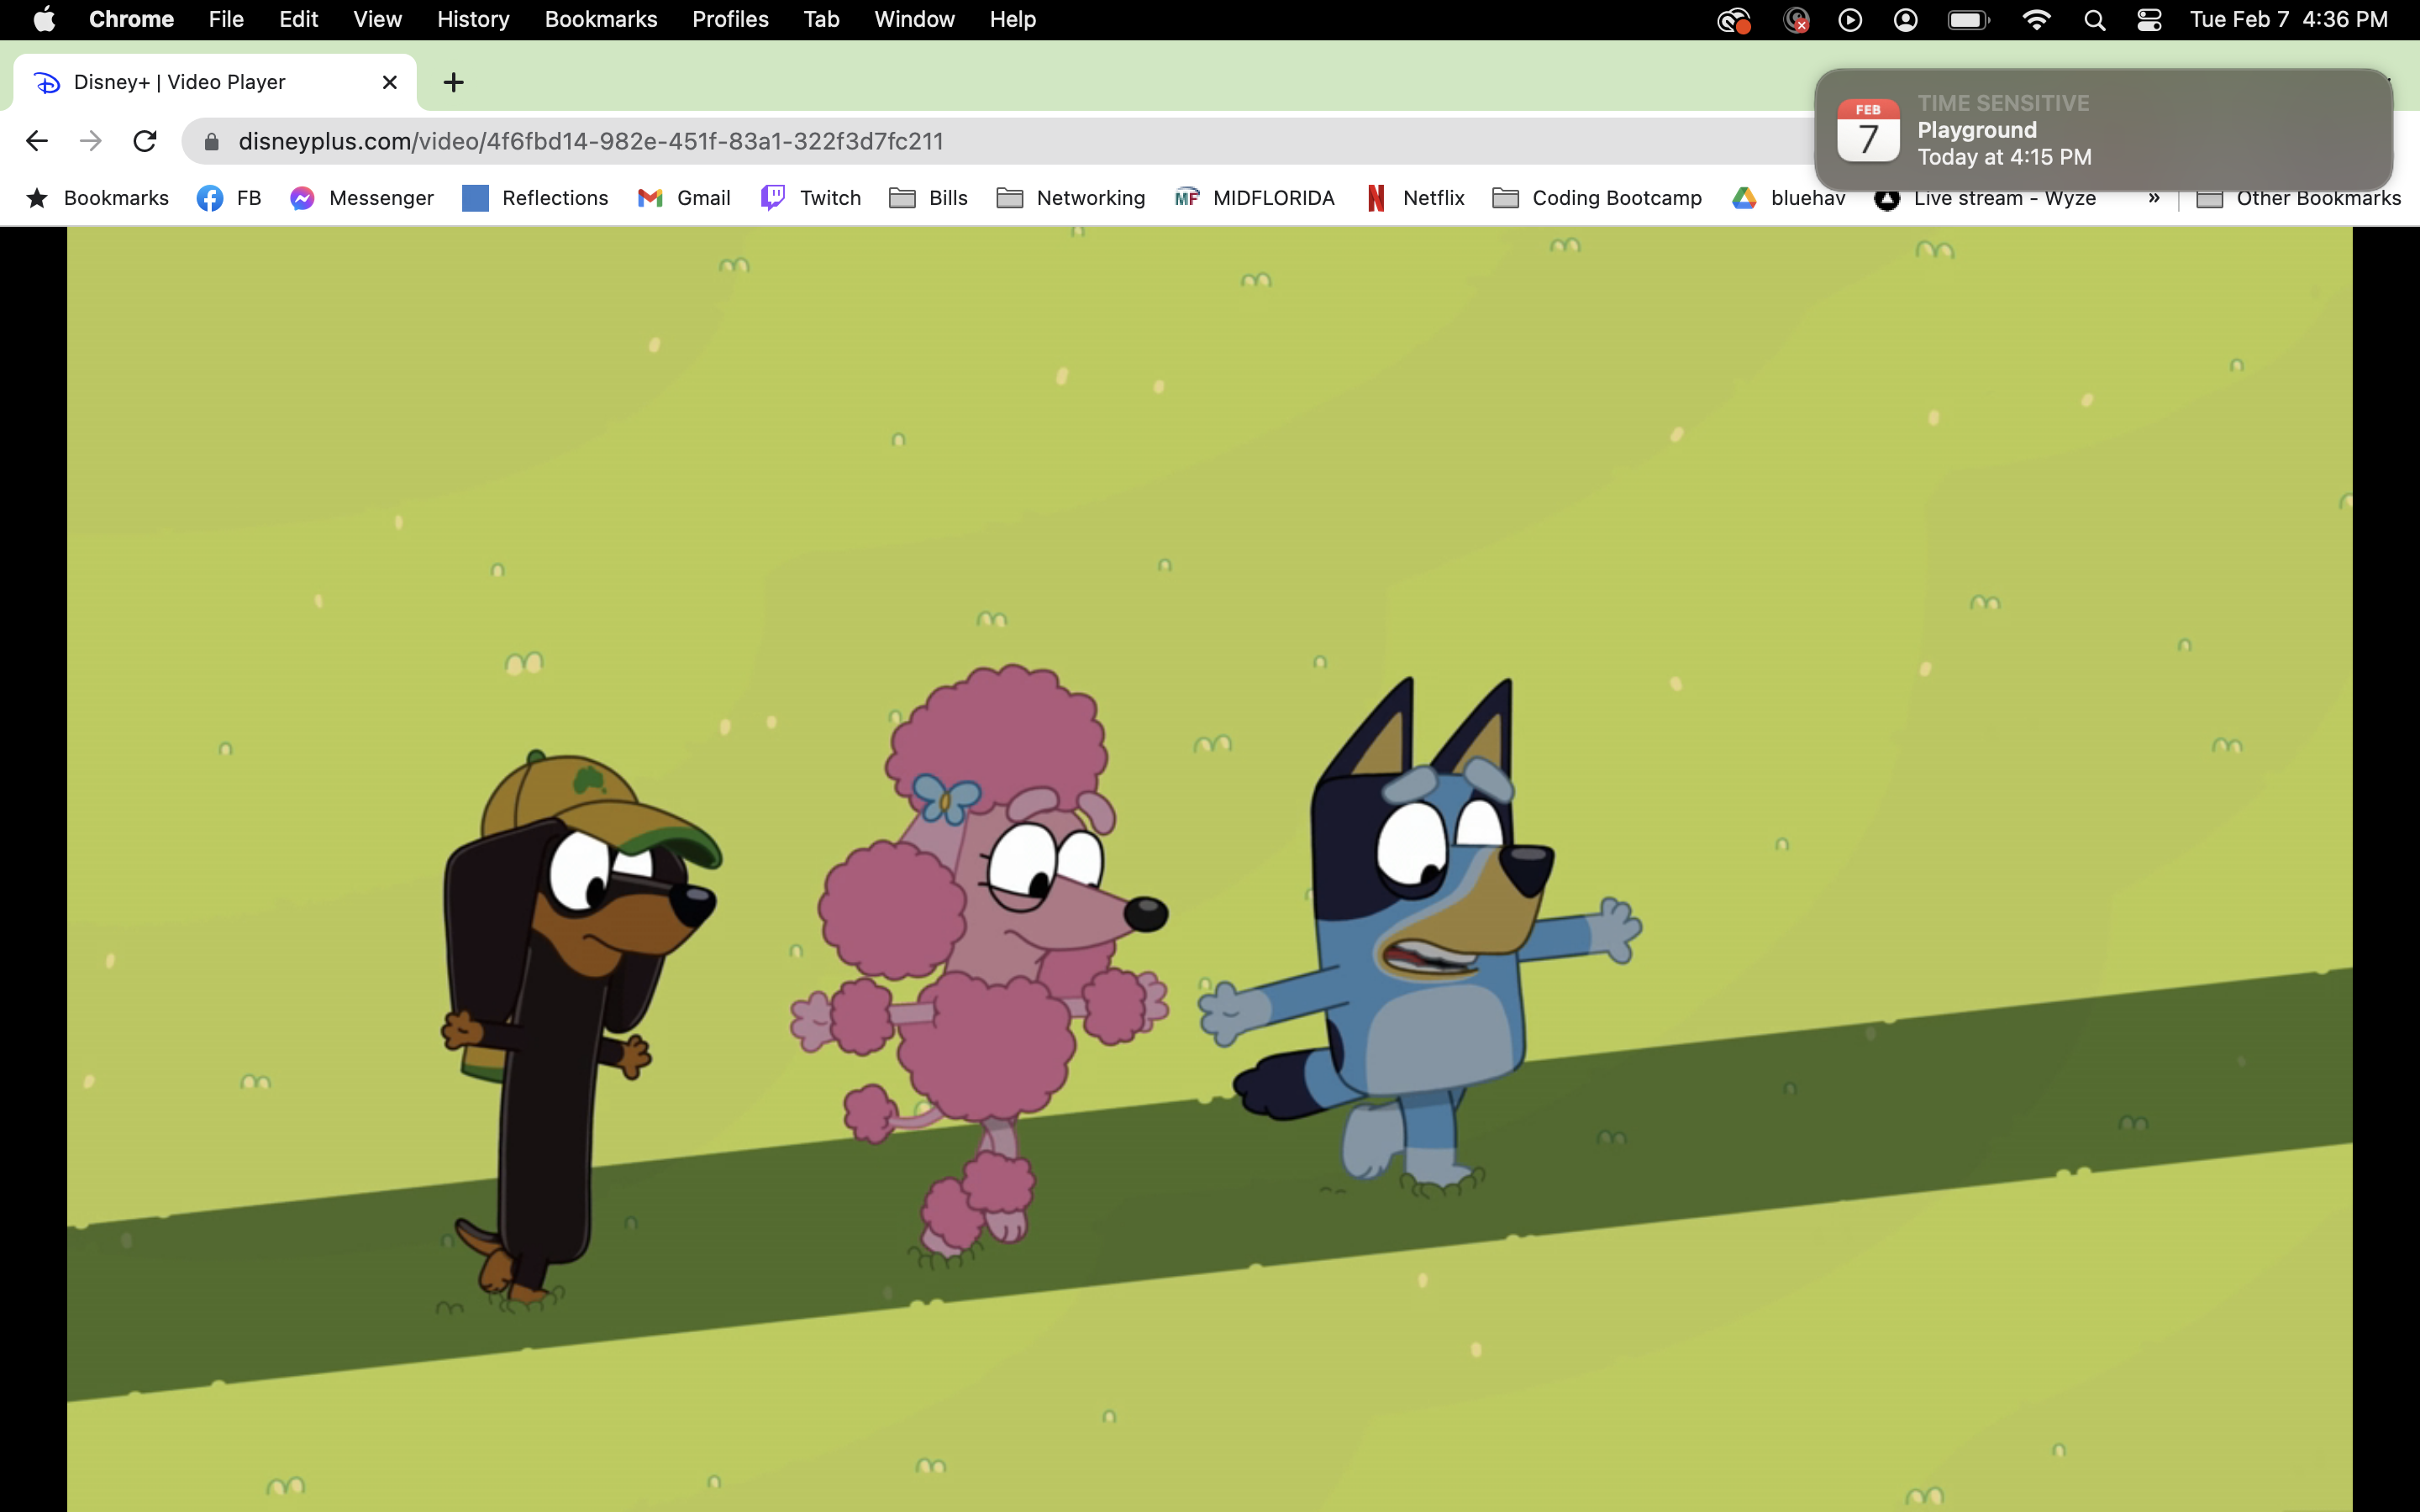 Chrome File Edit View History Bookmarks Profiles Tab Window Help Tue Feb 7 4:36 PM
Disney+ | Video Player
disneyplus.com/video/4f6fbd14-982e-451f-83a1-322f3d7fc211
FEB
7
TIME SENSITIVE
Playground
Today at 4:15 PM
Bookmarks FB Messenger Reflections Gmail Twitch Bills Networking MF MIDFLORIDA Netflix Coding Bootcamp bluehav Live stream - Wyze » Other Bookmarks